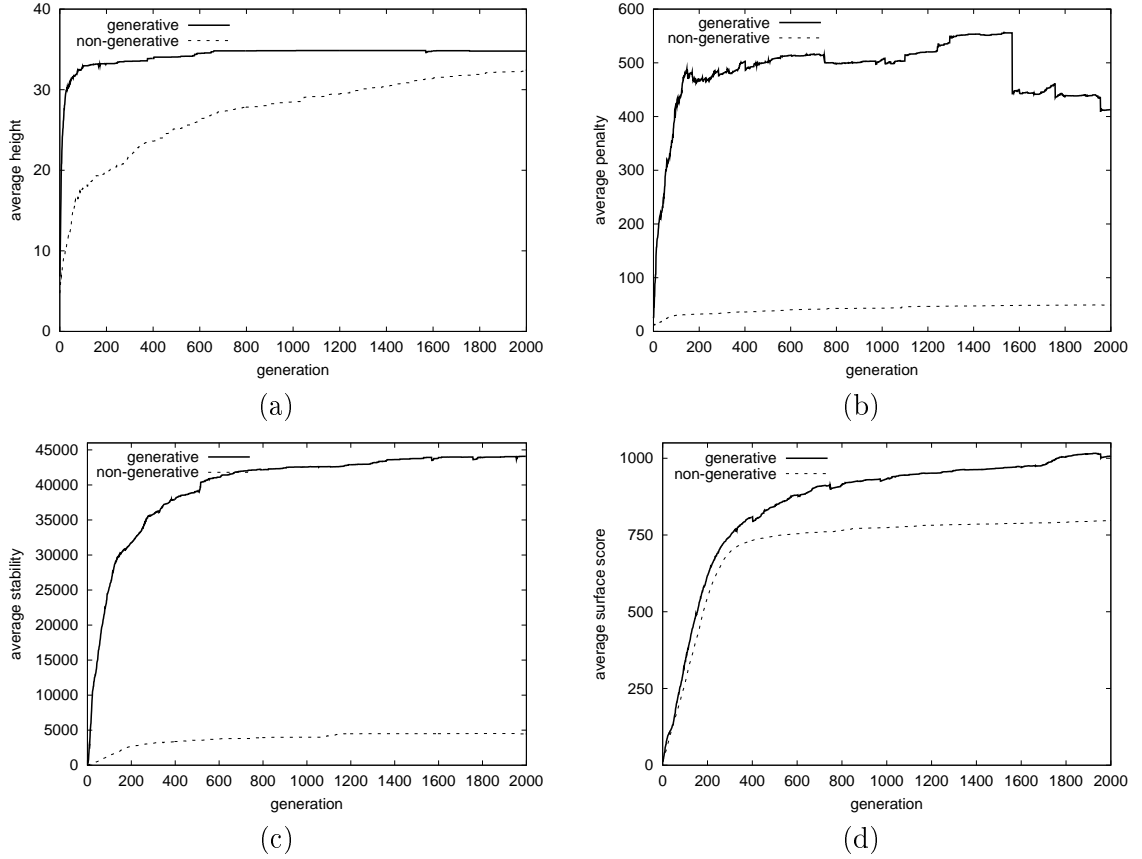 40
35
30
20
10
0
0 200 400 600 800 1000 1200 1400 1600 1800 2000
average height
generation
generative
non-generative
(a)
600
500
400
300
200
100
0
0 200 400 600 800 1000 1200 1400 1600 1800 2000
average penalty
generation
generative
non-generative
(b)
45000
40000
35000
30000
25000
20000
15000
10000
5000
0
0 200 400 600 800 1000 1200 1400 1600 1800 2000
average stability
generation
generative
non-generative
(c)
1000
750
500
250
0
0 200 400 600 800 1000 1200 1400 1600 1800 2000
average surface score
generation
generative
non-generative
(d)